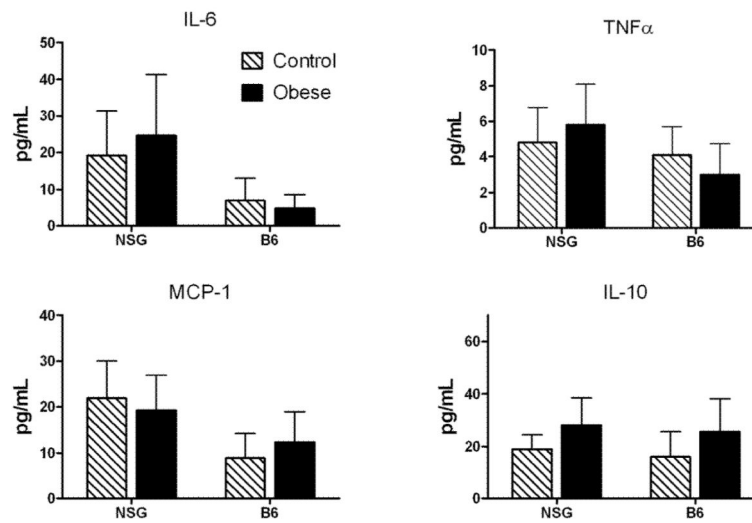 IL-6
50
40
30
20
10
0
pg/mL
NSG
B6
Control
Obese
TNFα
10
8
6
4
2
0
pg/mL
NSG
B6
MCP-1
40
30
20
10
0
pg/mL
NSG
B6
IL-10
60
40
20
0
pg/mL
NSG
B6